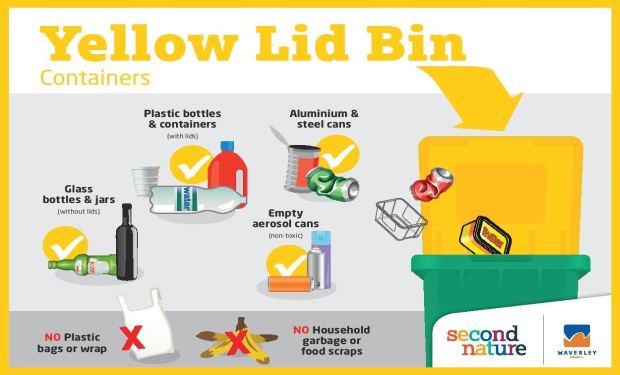 Yellow Lid Bin
Containers
Plastic bottles
& containers
(with lids)
Aluminium &
steel cans
Glass
bottles & jars
(without lids)
Empty
aerosol cans
(non-toxic)
water
Butter
NO Plastic
bags or wrap
NO Household
garbage or
food scraps
second
nature
WAVERLEY